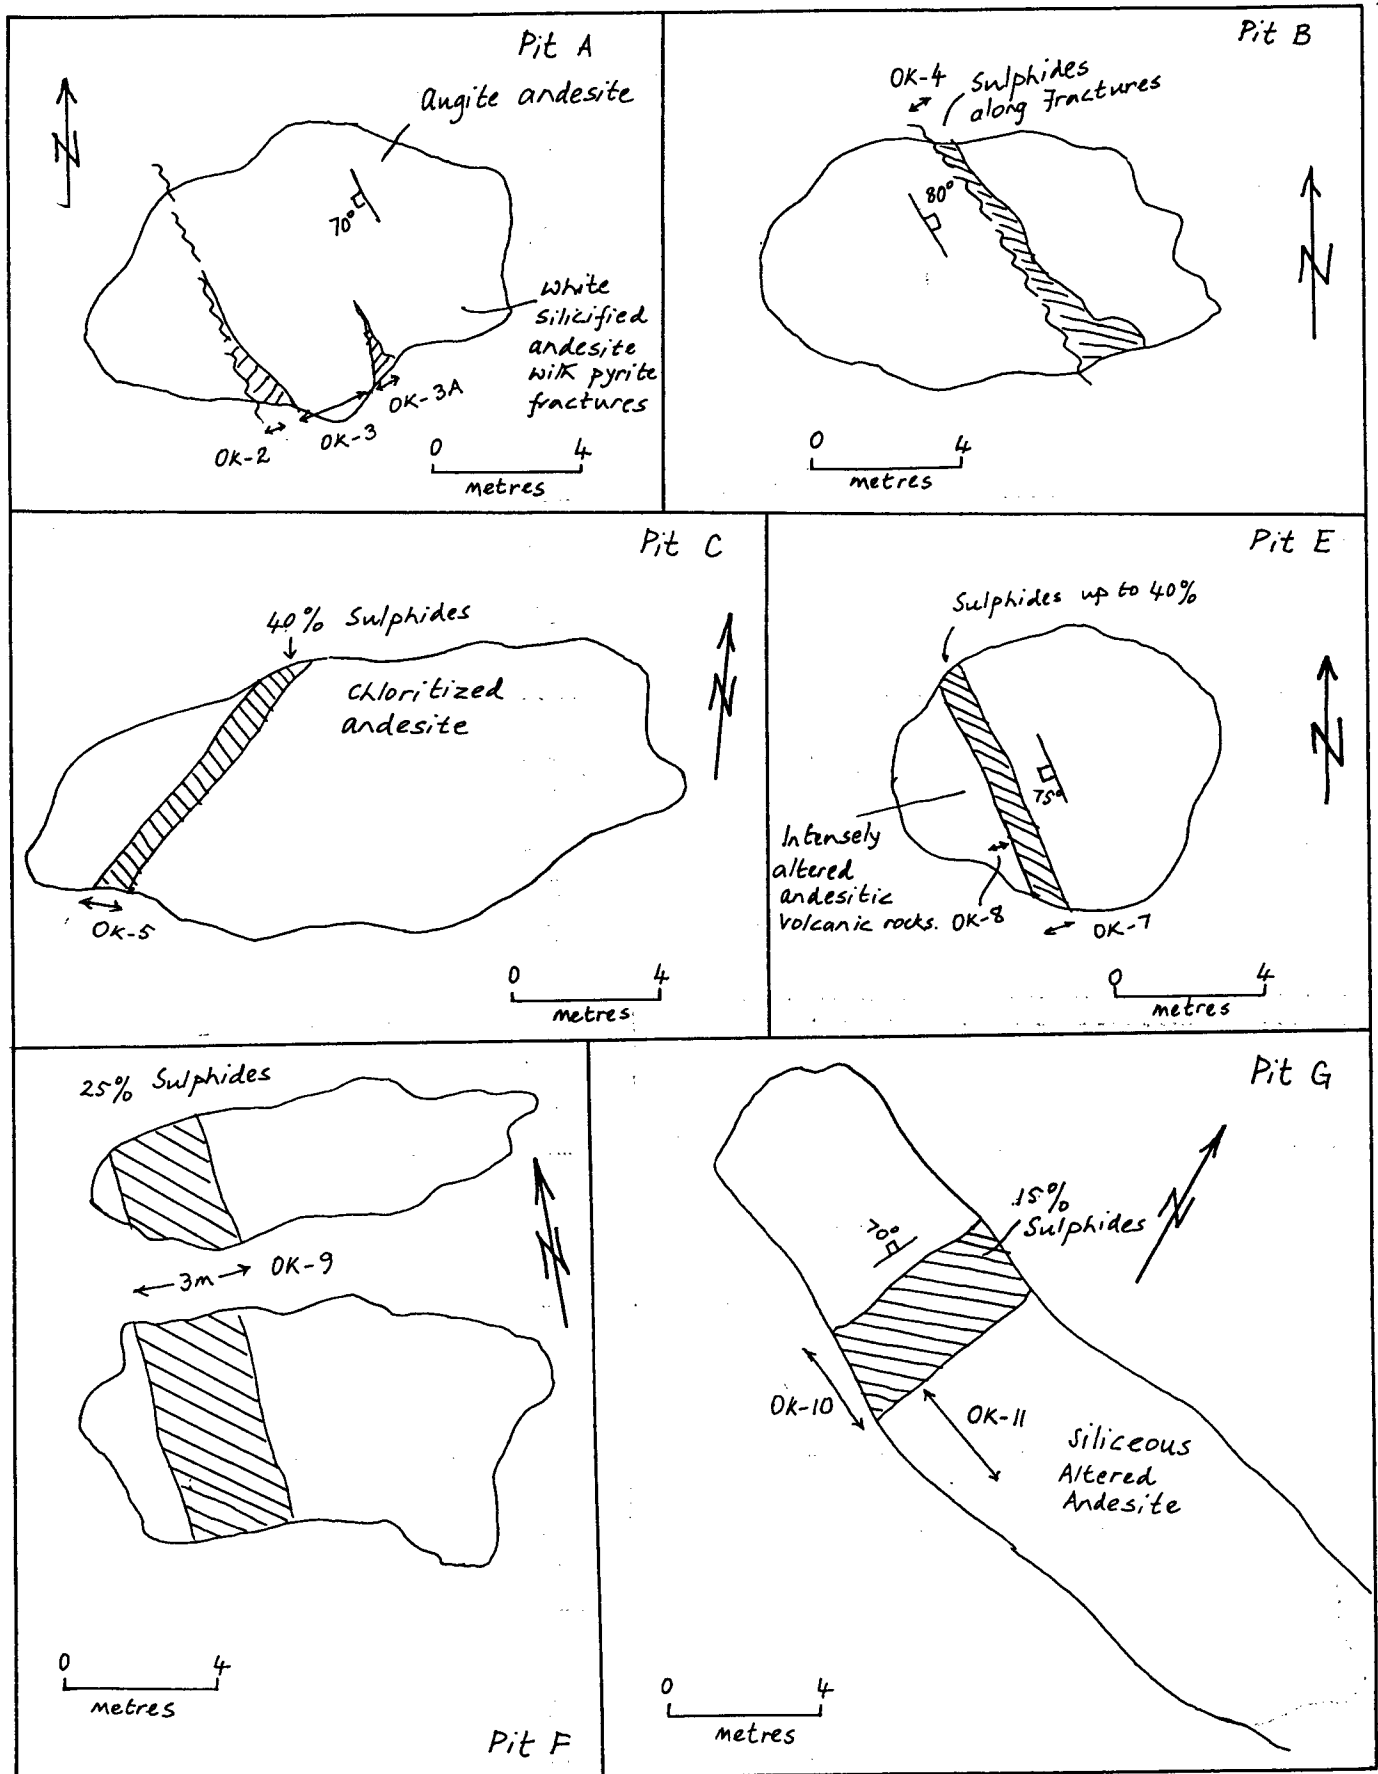 Pit A
Augite andesite
N
70°
White
silicified
andesite
with pyrite
fractures
OK-3A
OK-3
OK-2
0 4
metres
Pit B
OK-4
Sulphides
along Fractures
80°
N
0 4
metres
Pit C
40% Sulphides
Chloritized
andesite
N
OK-5
0 4
metres
Pit E
Sulphides up to 40%
N
75°
Intensely
altered
andesitic
volcanic rocks.
OK-8
OK-7
0 4
metres
25% Sulphides
N
3m
OK-9
0 4
metres
Pit F
Pit G
15%
Sulphides
N
70°
OK-10
OK-11
Siliceous
Altered
Andesite
0 4
metres